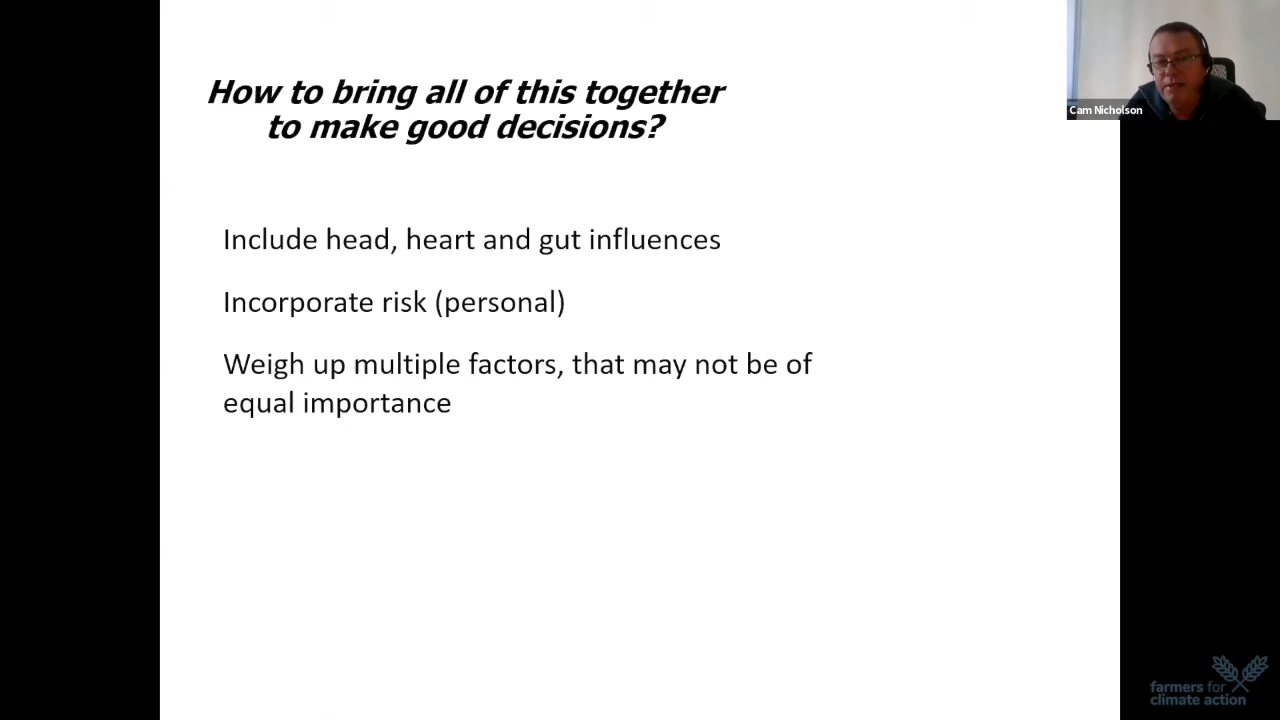 How to bring all of this together
to make good decisions?
Cam Nicholson
Include head, heart and gut influences
Incorporate risk (personal)
Weigh up multiple factors, that may not be of
equal importance
farmers for
climate action